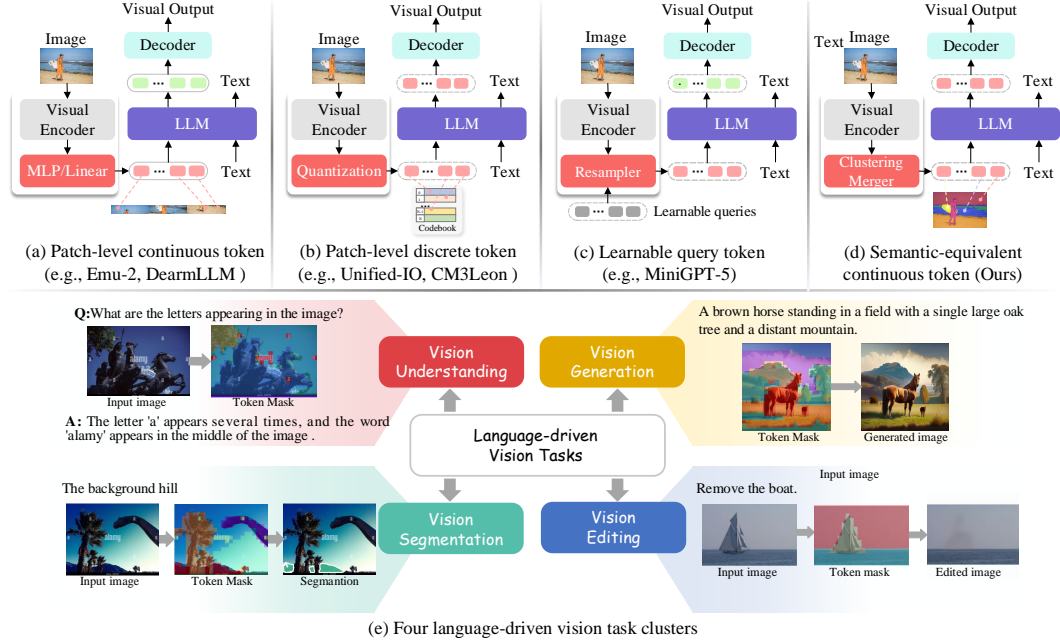 Visual Output
Image
Decoder
Text
Visual Encoder
LLM
MLP/Linear
Text
(a) Patch-level continuous token
(e.g., Emu-2, DearmLLM )
Visual Output
Image
Decoder
Text
Visual Encoder
LLM
Quantization
Text
Codebook
(b) Patch-level discrete token
(e.g., Unified-IO, CM3Leon )
Visual Output
Image
Decoder
Text
Visual Encoder
LLM
Resampler
Text
Learnable queries
(c) Learnable query token
(e.g., MiniGPT-5)
Visual Output
Text
Image
Decoder
Text
Visual Encoder
LLM
Clustering Merger
Text
(d) Semantic-equivalent
continuous token (Ours)
Q:What are the letters appearing in the image?
alamy
alamy
Input image
Token Mask
A: The letter 'a' appears several times, and the word
'alamy' appears in the middle of the image .
Vision
Understanding
Vision
Generation
A brown horse standing in a field with a single large oak
tree and a distant mountain.
Token Mask
Generated image
Language-driven
Vision Tasks
The background hill
alamy
alamy
alamy
Input image
Token Mask
Segmantion
Vision
Segmentation
Vision
Editing
Input image
Remove the boat.
Input image
Token mask
Edited image
(e) Four language-driven vision task clusters